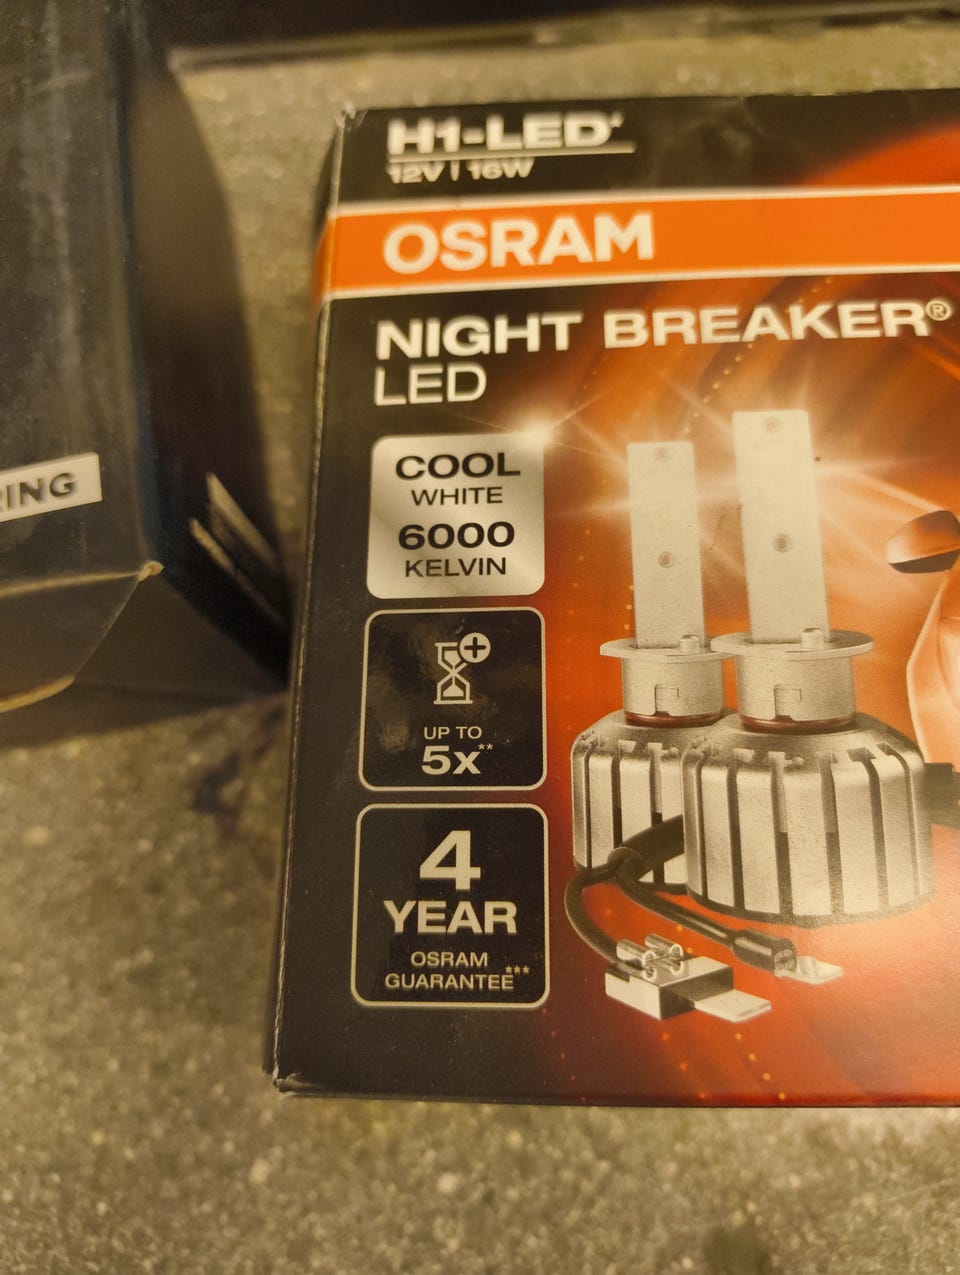 H1-LED*
12V | 16W
OSRAM
NIGHT BREAKER®
LED
COOL
WHITE
6000
KELVIN
UP TO
5x**
4
YEAR
OSRAM
GUARANTEE***